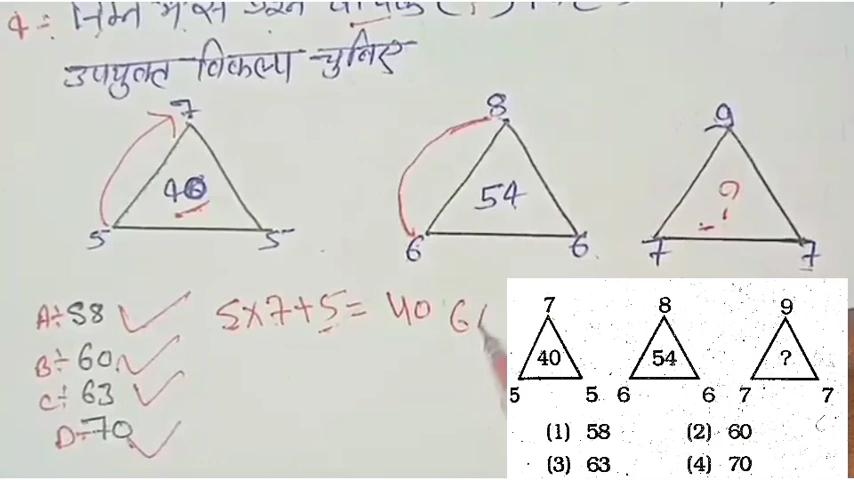 4
उपयुक्त विकल्प चुनिए
7 8 9
40 54 ?
5 5 6 6 7 7
A÷58 5×7+5= 40 6
B÷60
C÷63
D÷70
7 8 9
40 54 ?
5 5 6 6 7 7
(1) 58 (2) 60
(3) 63 (4) 70